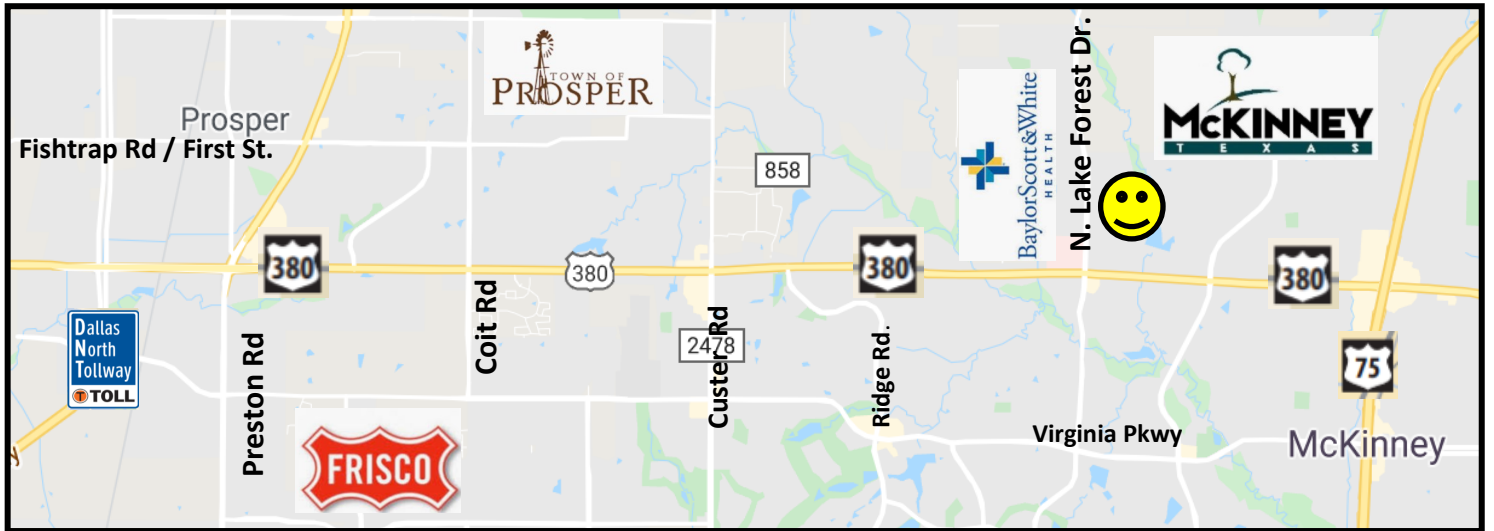 TOWN OF
PROSPER
Prosper
Fishtrap Rd / First St.
858
BaylorScott&White
HEALTH
N. Lake Forest Dr.
McKINNEY
TEXAS
380
380
380
380
Dallas
North
Tollway
TOLL
Preston Rd
Coit Rd
2478
Custer Rd
Ridge Rd.
75
FRISCO
Virginia Pkwy
McKinney
y